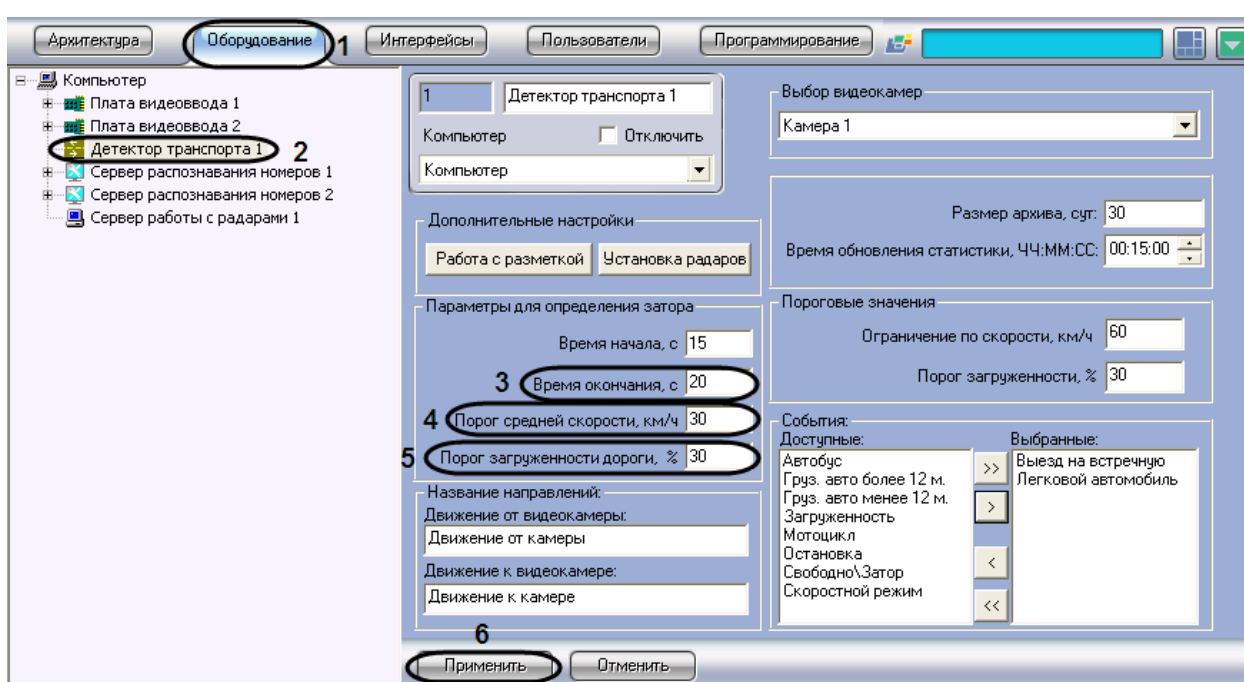 Архитектура Оборудование 1 Интерфейсы Пользователи Программирование
Компьютер
Плата видеоввода 1
Плата видеоввода 2
Детектор транспорта 1 2
Сервер распознавания номеров 1
Сервер распознавания номеров 2
Сервер работы с радарами 1
1 Детектор транспорта 1
Компьютер Отключить
Компьютер
Дополнительные настройки
Работа с разметкой Установка радаров
Параметры для определения затора
Время начала, с 15
3 Время окончания, с 20
4 Порог средней скорости, км/ч 30
5 Порог загруженности дороги, % 30
Название направлений:
Движение от видеокамеры:
Движение от камеры
Движение к видеокамере:
Движение к камере
Выбор видеокамер
Камера 1
Размер архива, сут: 30
Время обновления статистики, ЧЧ:ММ:СС: 00:15:00
Пороговые значения
Ограничение по скорости, км/ч 60
Порог загруженности, % 30
События:
Доступные: Выбранные:
Автобус
Груз. авто более 12 м.
Груз. авто менее 12 м.
Загруженность
Мотоцикл
Остановка
Свободно\Затор
Скоростной режим
>>
>
<
<<
Выезд на встречную
Легковой автомобиль
6
Применить Отменить